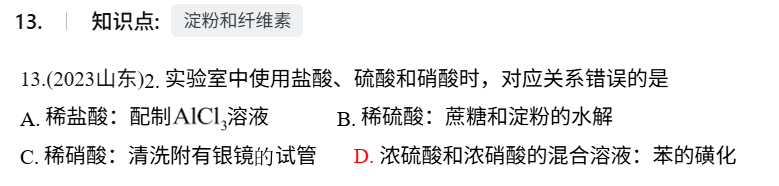 13. 知识点: 淀粉和纤维素
13.(2023山东)2. 实验室中使用盐酸、硫酸和硝酸时，对应关系错误的是
A. 稀盐酸：配制AlCl₃溶液 B. 稀硫酸：蔗糖和淀粉的水解
C. 稀硝酸：清洗附有银镜的试管 D. 浓硫酸和浓硝酸的混合溶液：苯的磺化